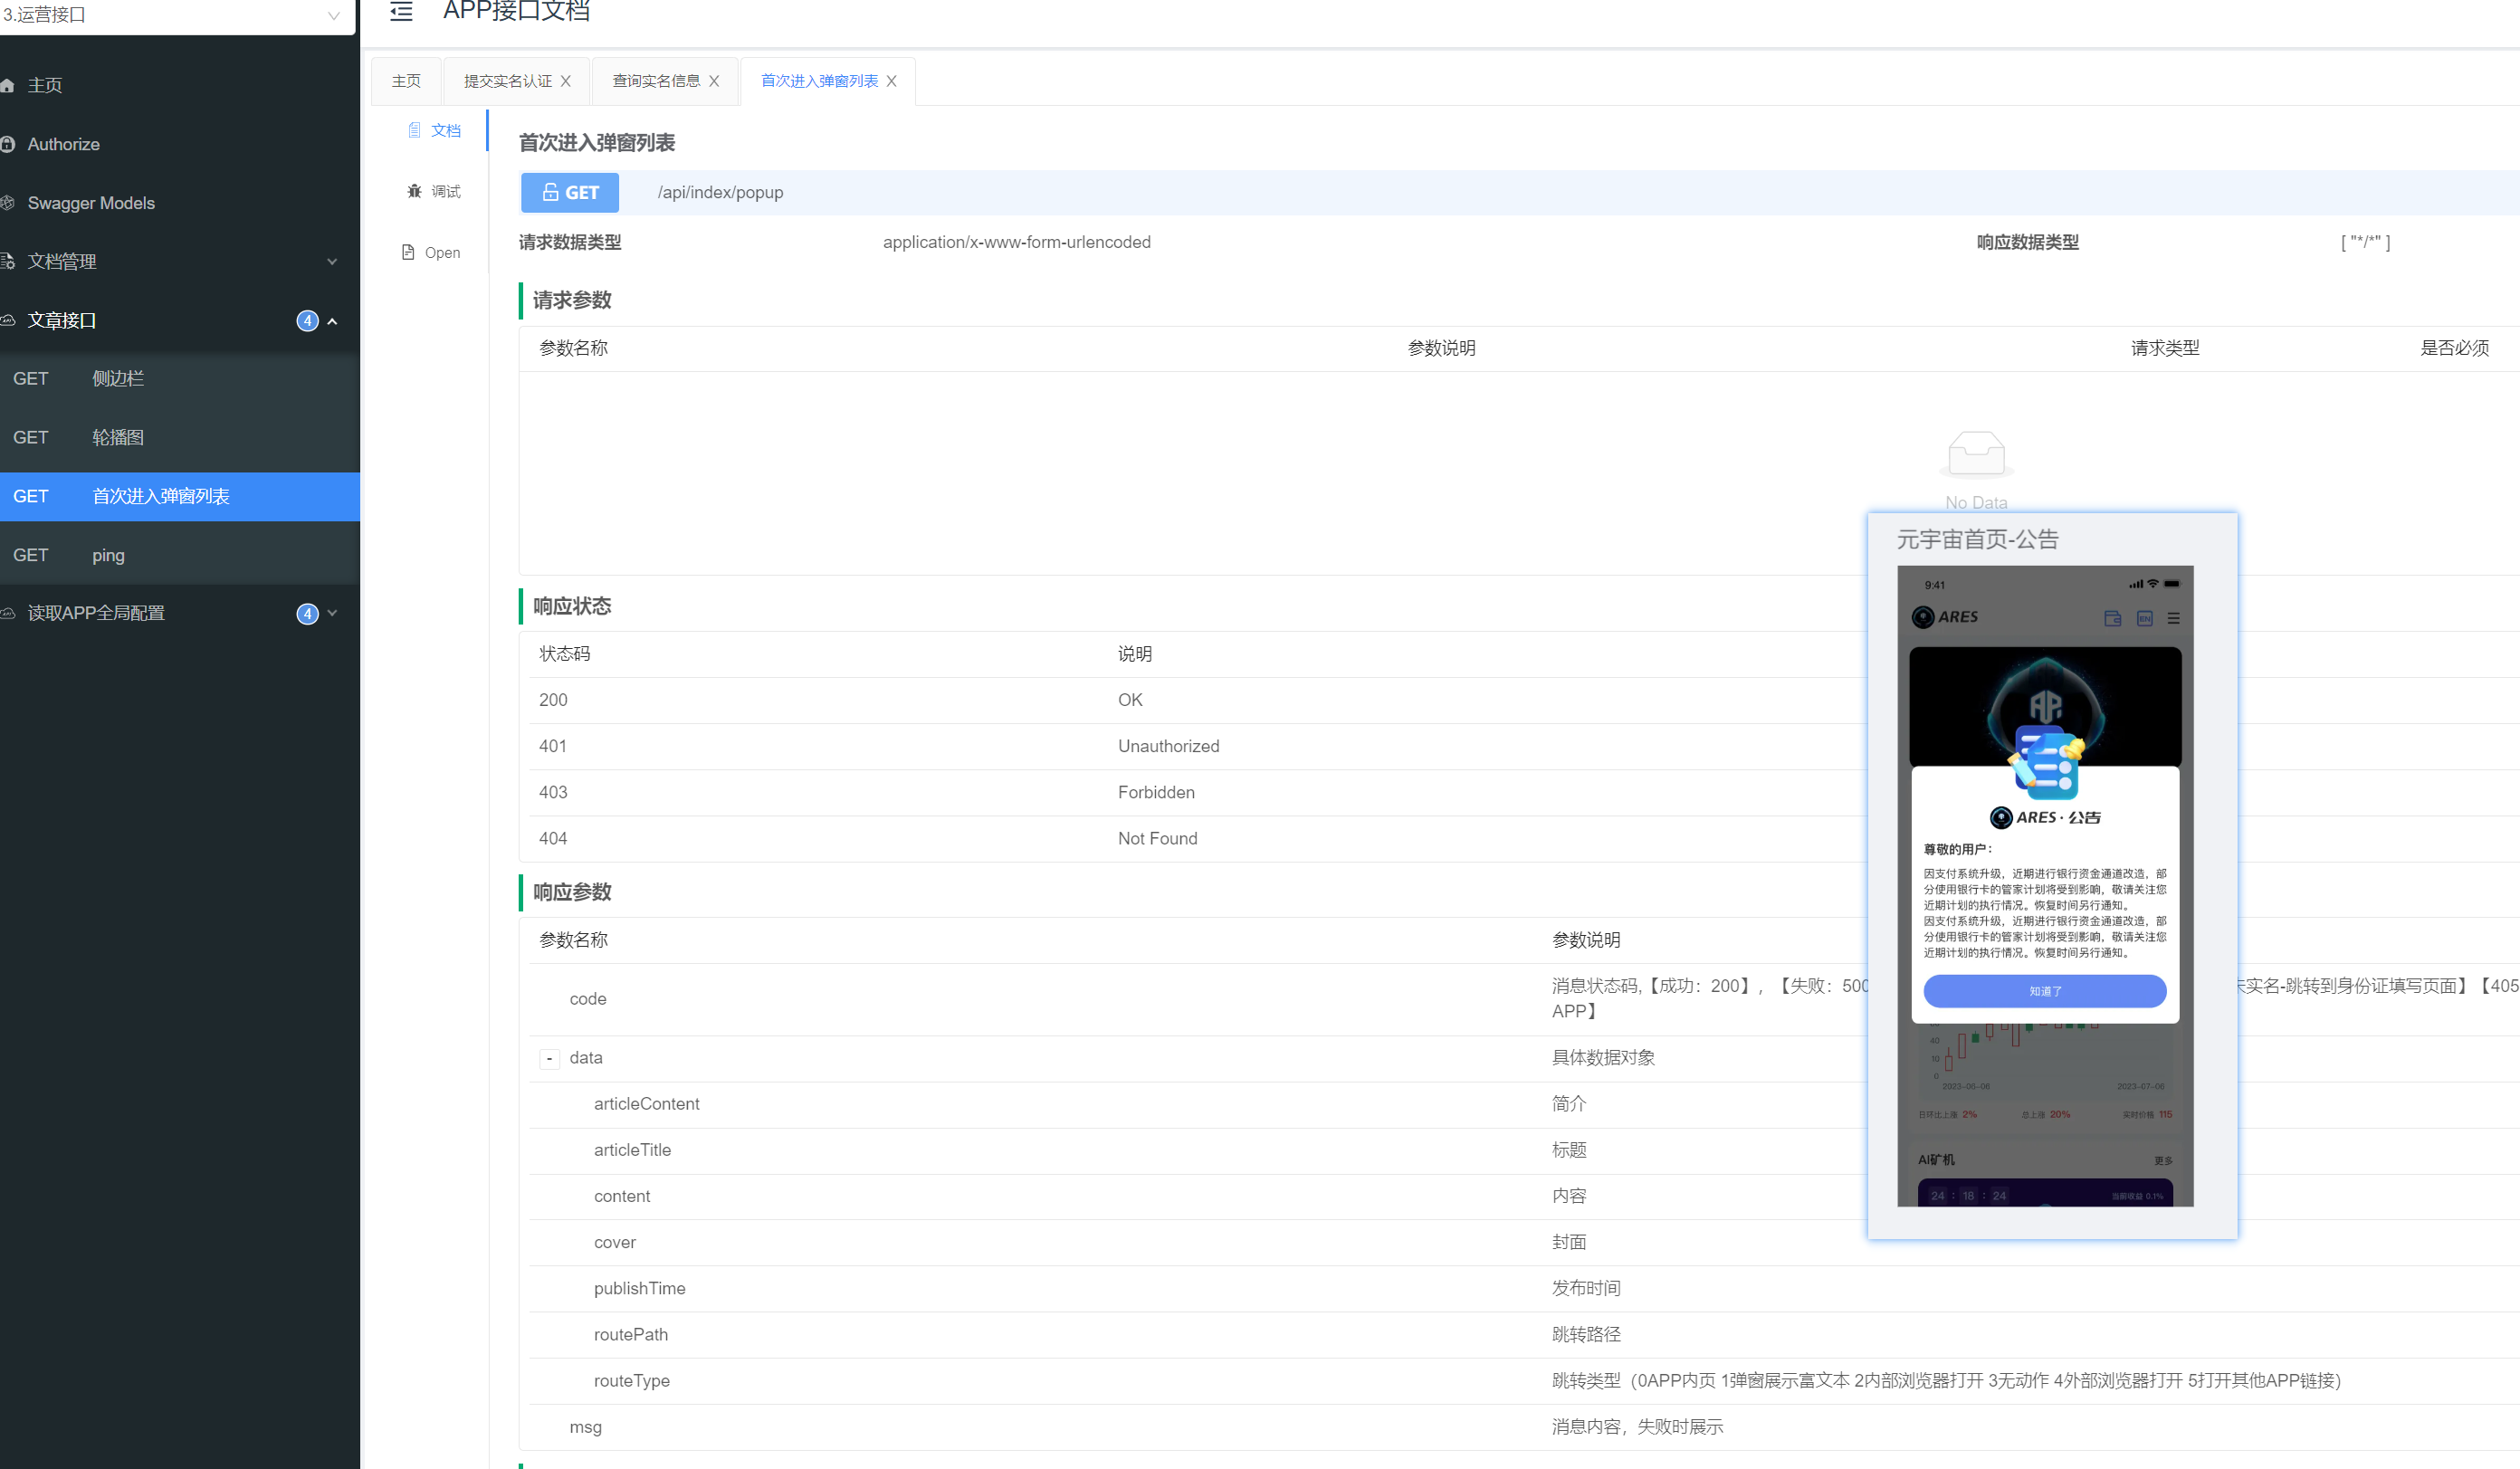 3.运营接口
主页
Authorize
Swagger Models
文档管理
文章接口 4
GET 侧边栏
GET 轮播图
GET 首次进入弹窗列表
GET ping
读取APP全局配置 4
APP接口文档
主页 提交实名认证 X 查询实名信息 X 首次进入弹窗列表 X
文档
调试
Open
首次进入弹窗列表
GET /api/index/popup
请求数据类型 application/x-www-form-urlencoded 响应数据类型 [ "*/*" ]
请求参数
参数名称 参数说明 请求类型 是否必须
No Data
响应状态
状态码 说明
200 OK
401 Unauthorized
403 Forbidden
404 Not Found
响应参数
参数名称 参数说明
code 消息状态码,【成功：200】，【失败：500
实名-跳转到身份证填写页面】【405
APP】
- data 具体数据对象
articleContent 简介
articleTitle 标题
content 内容
cover 封面
publishTime 发布时间
routePath 跳转路径
routeType 跳转类型（0APP内页 1弹窗展示富文本 2内部浏览器打开 3无动作 4外部浏览器打开 5打开其他APP链接）
msg 消息内容，失败时展示
元宇宙首页-公告
9:41
ARES
EN
ARES · 公告
尊敬的用户：
因支付系统升级，近期进行银行资金通道改造，部
分使用银行卡的管家计划将受到影响，敬请关注您
近期计划的执行情况。恢复时间另行通知。
因支付系统升级，近期进行银行资金通道改造，部
分使用银行卡的管家计划将受到影响，敬请关注您
近期计划的执行情况。恢复时间另行通知。
知道了
40
10
0
2023-06-06 2023-07-06
日环比上涨 2% 总上涨 20% 实时价格 115
AI矿机 更多
24 : 18 : 24 当前收益 0.1%